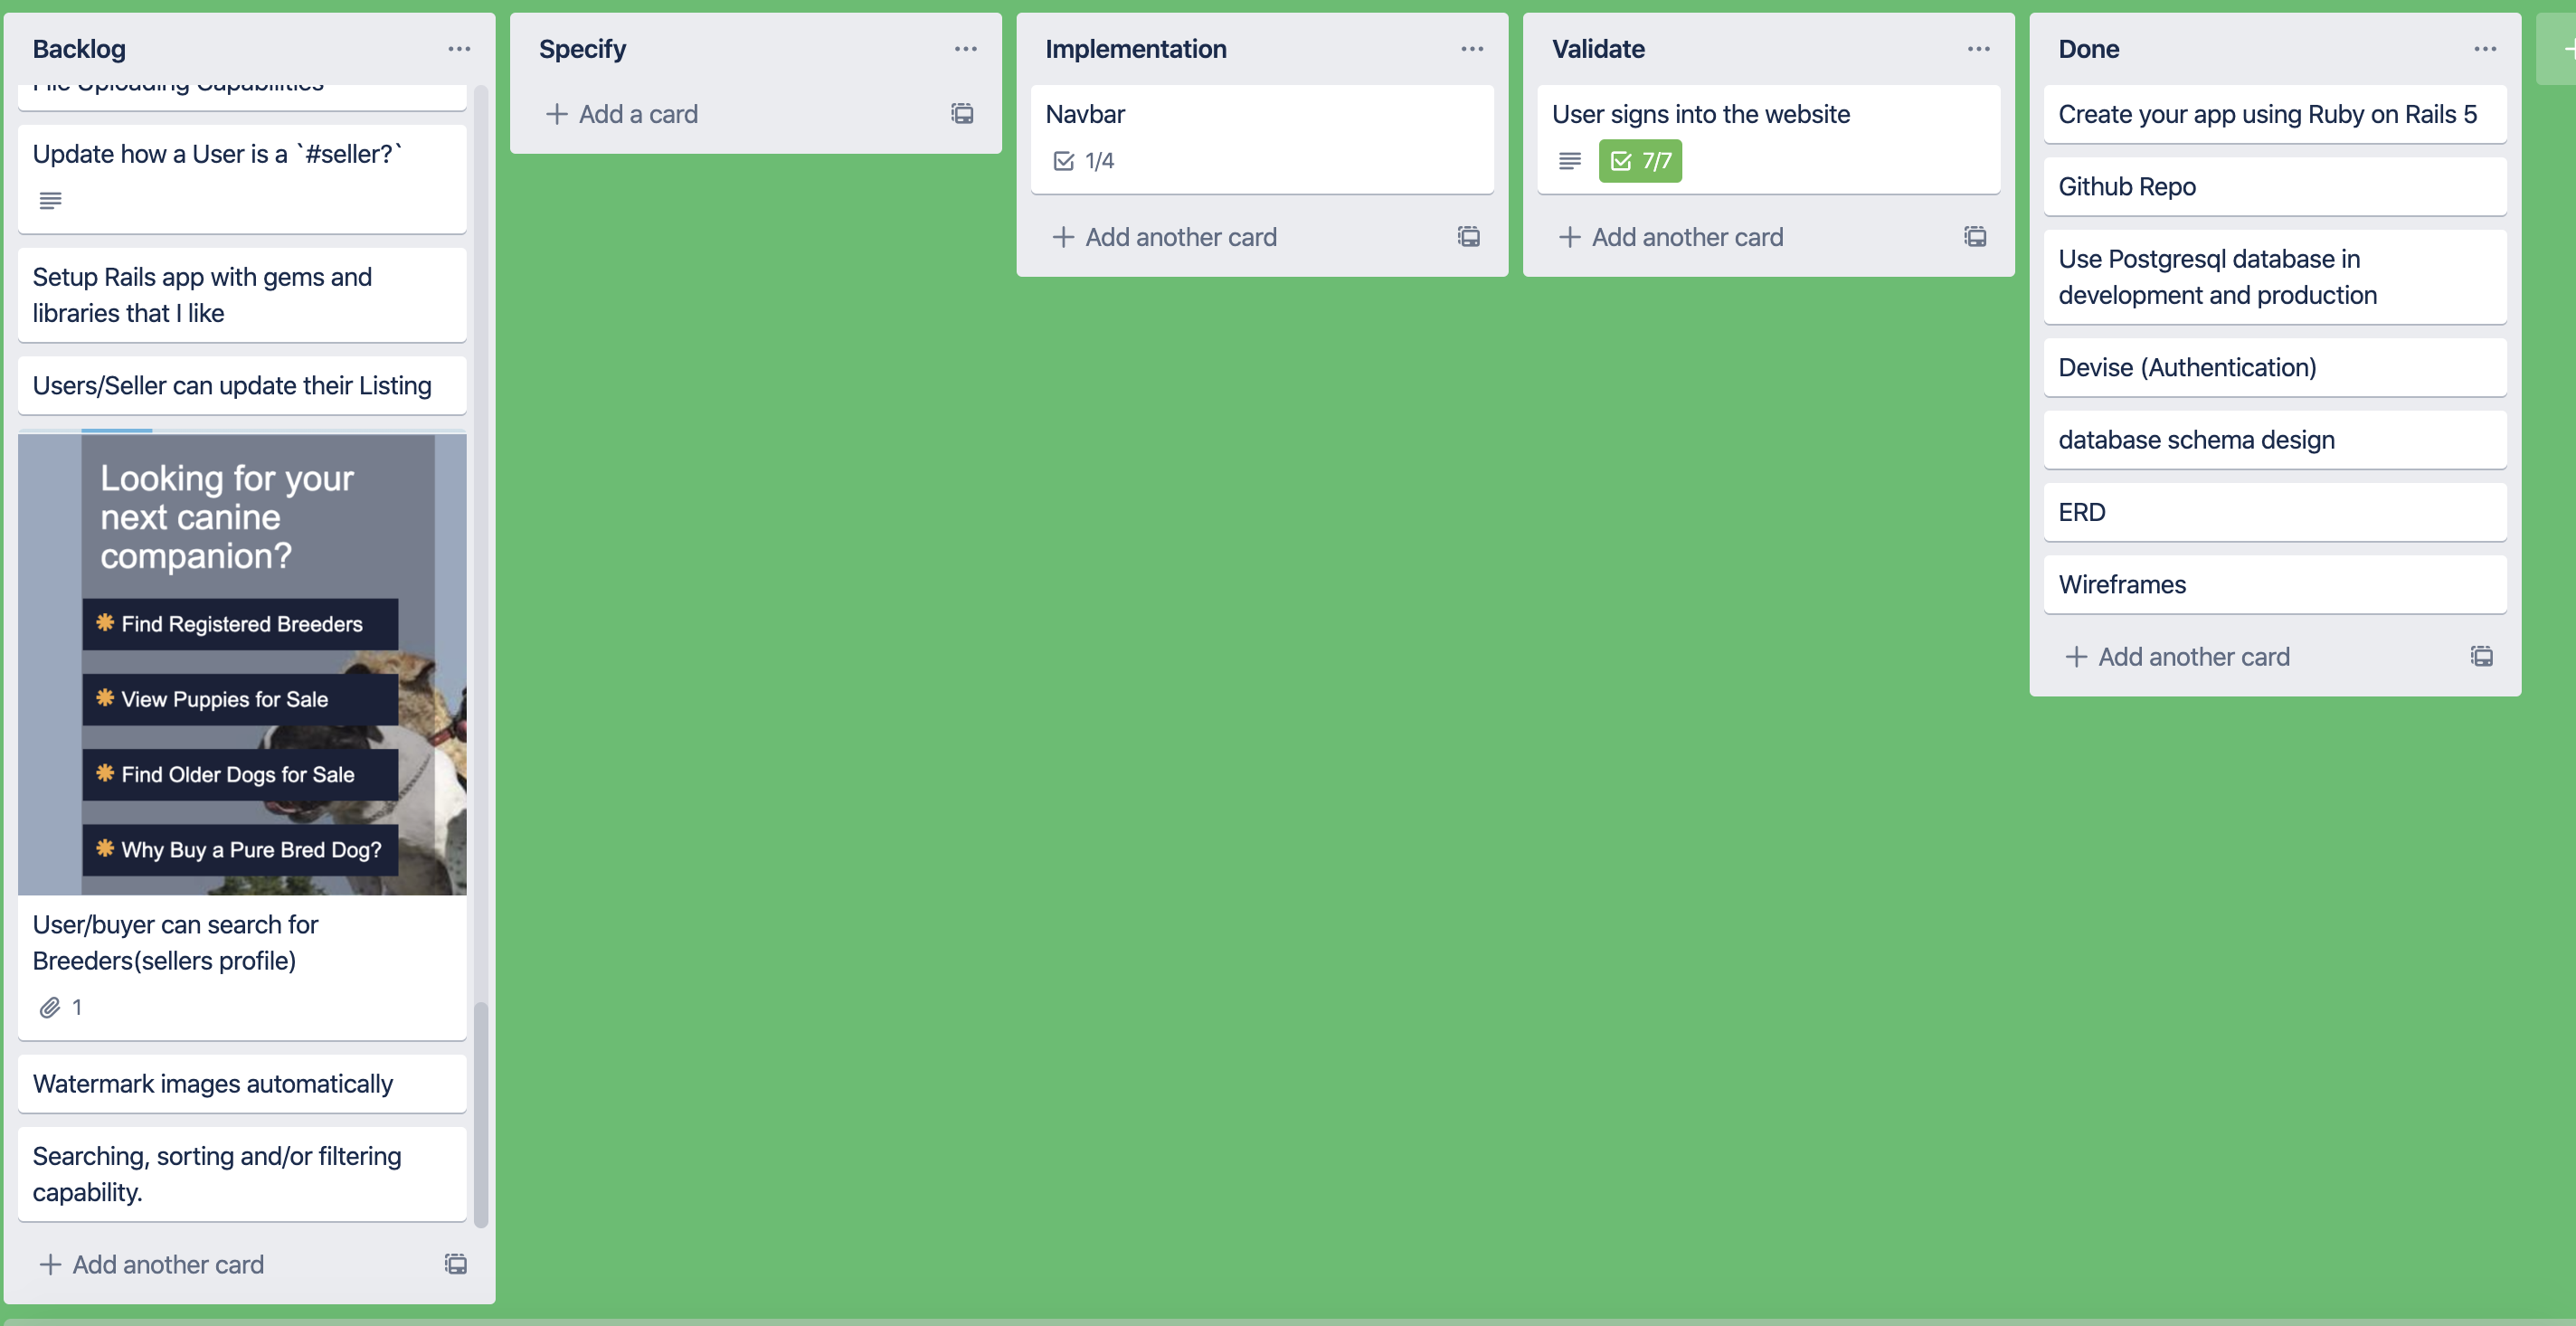 Backlog
File Uploading Capabilities
Update how a User is a `#seller?`
Setup Rails app with gems and
libraries that I like
Users/Seller can update their Listing
Looking for your
next canine
companion?
Find Registered Breeders
View Puppies for Sale
Find Older Dogs for Sale
Why Buy a Pure Bred Dog?
User/buyer can search for
Breeders(sellers profile)
1
Watermark images automatically
Searching, sorting and/or filtering
capability.
+ Add another card
Specify
+ Add a card
Implementation
Navbar
1/4
+ Add another card
Validate
User signs into the website
7/7
+ Add another card
Done
Create your app using Ruby on Rails 5
Github Repo
Use Postgresql database in
development and production
Devise (Authentication)
database schema design
ERD
Wireframes
+ Add another card